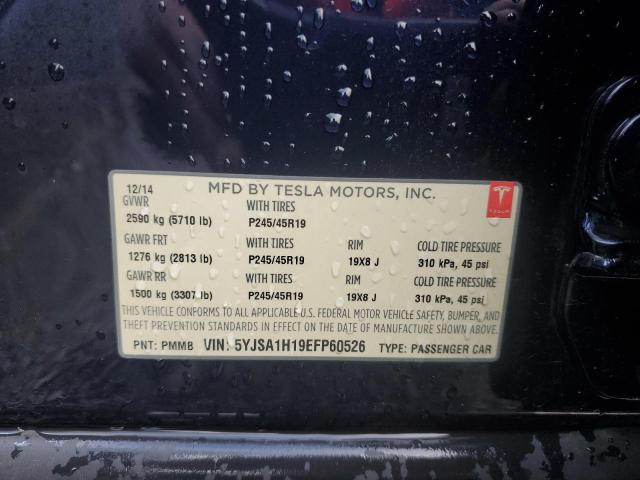 12/14 MFD BY TESLA MOTORS, INC.
GVWR WITH TIRES
2590 kg (5710 lb) P245/45R19
GAWR FRT WITH TIRES RIM COLD TIRE PRESSURE
1276 kg (2813 lb) P245/45R19 19X8 J 310 kPa, 45 psi
GAWR RR WITH TIRES RIM COLD TIRE PRESSURE
1500 kg (3307 lb) P245/45R19 19X8 J 310 kPa, 45 psi
THIS VEHICLE CONFORMS TO ALL APPLICABLE U.S. FEDERAL MOTOR VEHICLE SAFETY, BUMPER, AND
THEFT PREVENTION STANDARDS IN EFFECT ON THE DATE OF MANUFACTURE SHOWN ABOVE.
PNT: PMMB VIN: 5YJSA1H19EFP60526 TYPE: PASSENGER CAR
TESLA